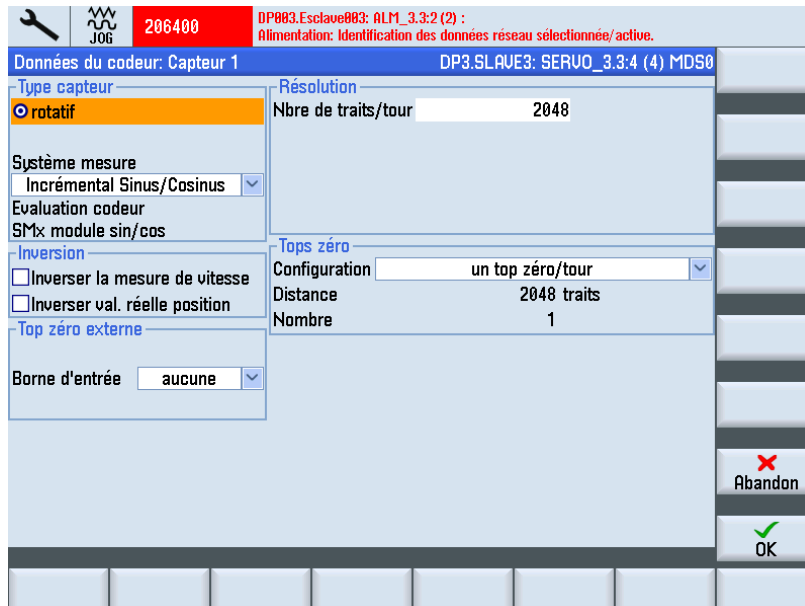 JOG
206400
DP003.Esclave003: ALM_3.3:2 (2) :
Alimentation: Identification des données réseau sélectionnée/active.
Données du codeur: Capteur 1
DP3.SLAVE3: SERVO_3.3:4 (4) MDS0
Type capteur
rotatif
Système mesure
Incrémental Sinus/Cosinus
Evaluation codeur
SMx module sin/cos
Inversion
Inverser la mesure de vitesse
Inverser val. réelle position
Top zéro externe
Borne d'entrée aucune
Résolution
Nbre de traits/tour 2048
Tops zéro
Configuration un top zéro/tour
Distance 2048 traits
Nombre 1
Abandon
OK